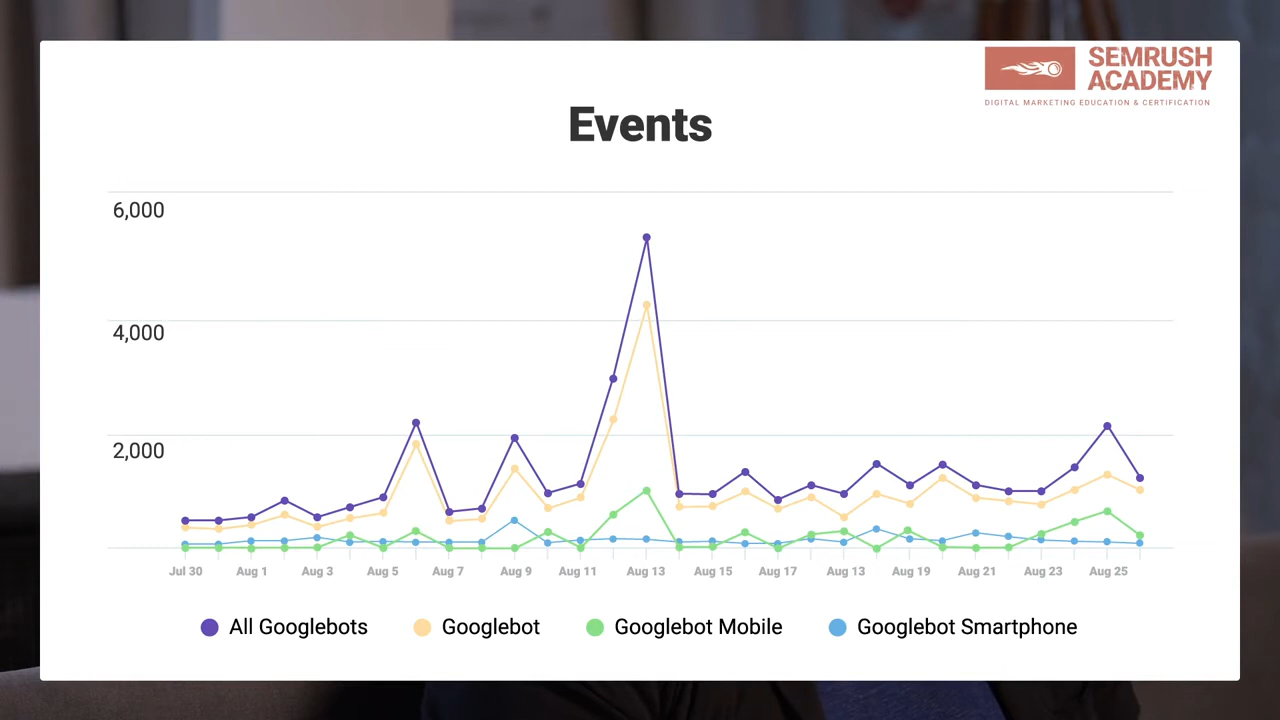 SEMRUSH
ACADEMY
DIGITAL MARKETING EDUCATION & CERTIFICATION
Events
6,000
4,000
2,000
Jul 30 Aug 1 Aug 3 Aug 5 Aug 7 Aug 9 Aug 11 Aug 13 Aug 15 Aug 17 Aug 13 Aug 19 Aug 21 Aug 23 Aug 25
All Googlebots Googlebot Googlebot Mobile Googlebot Smartphone